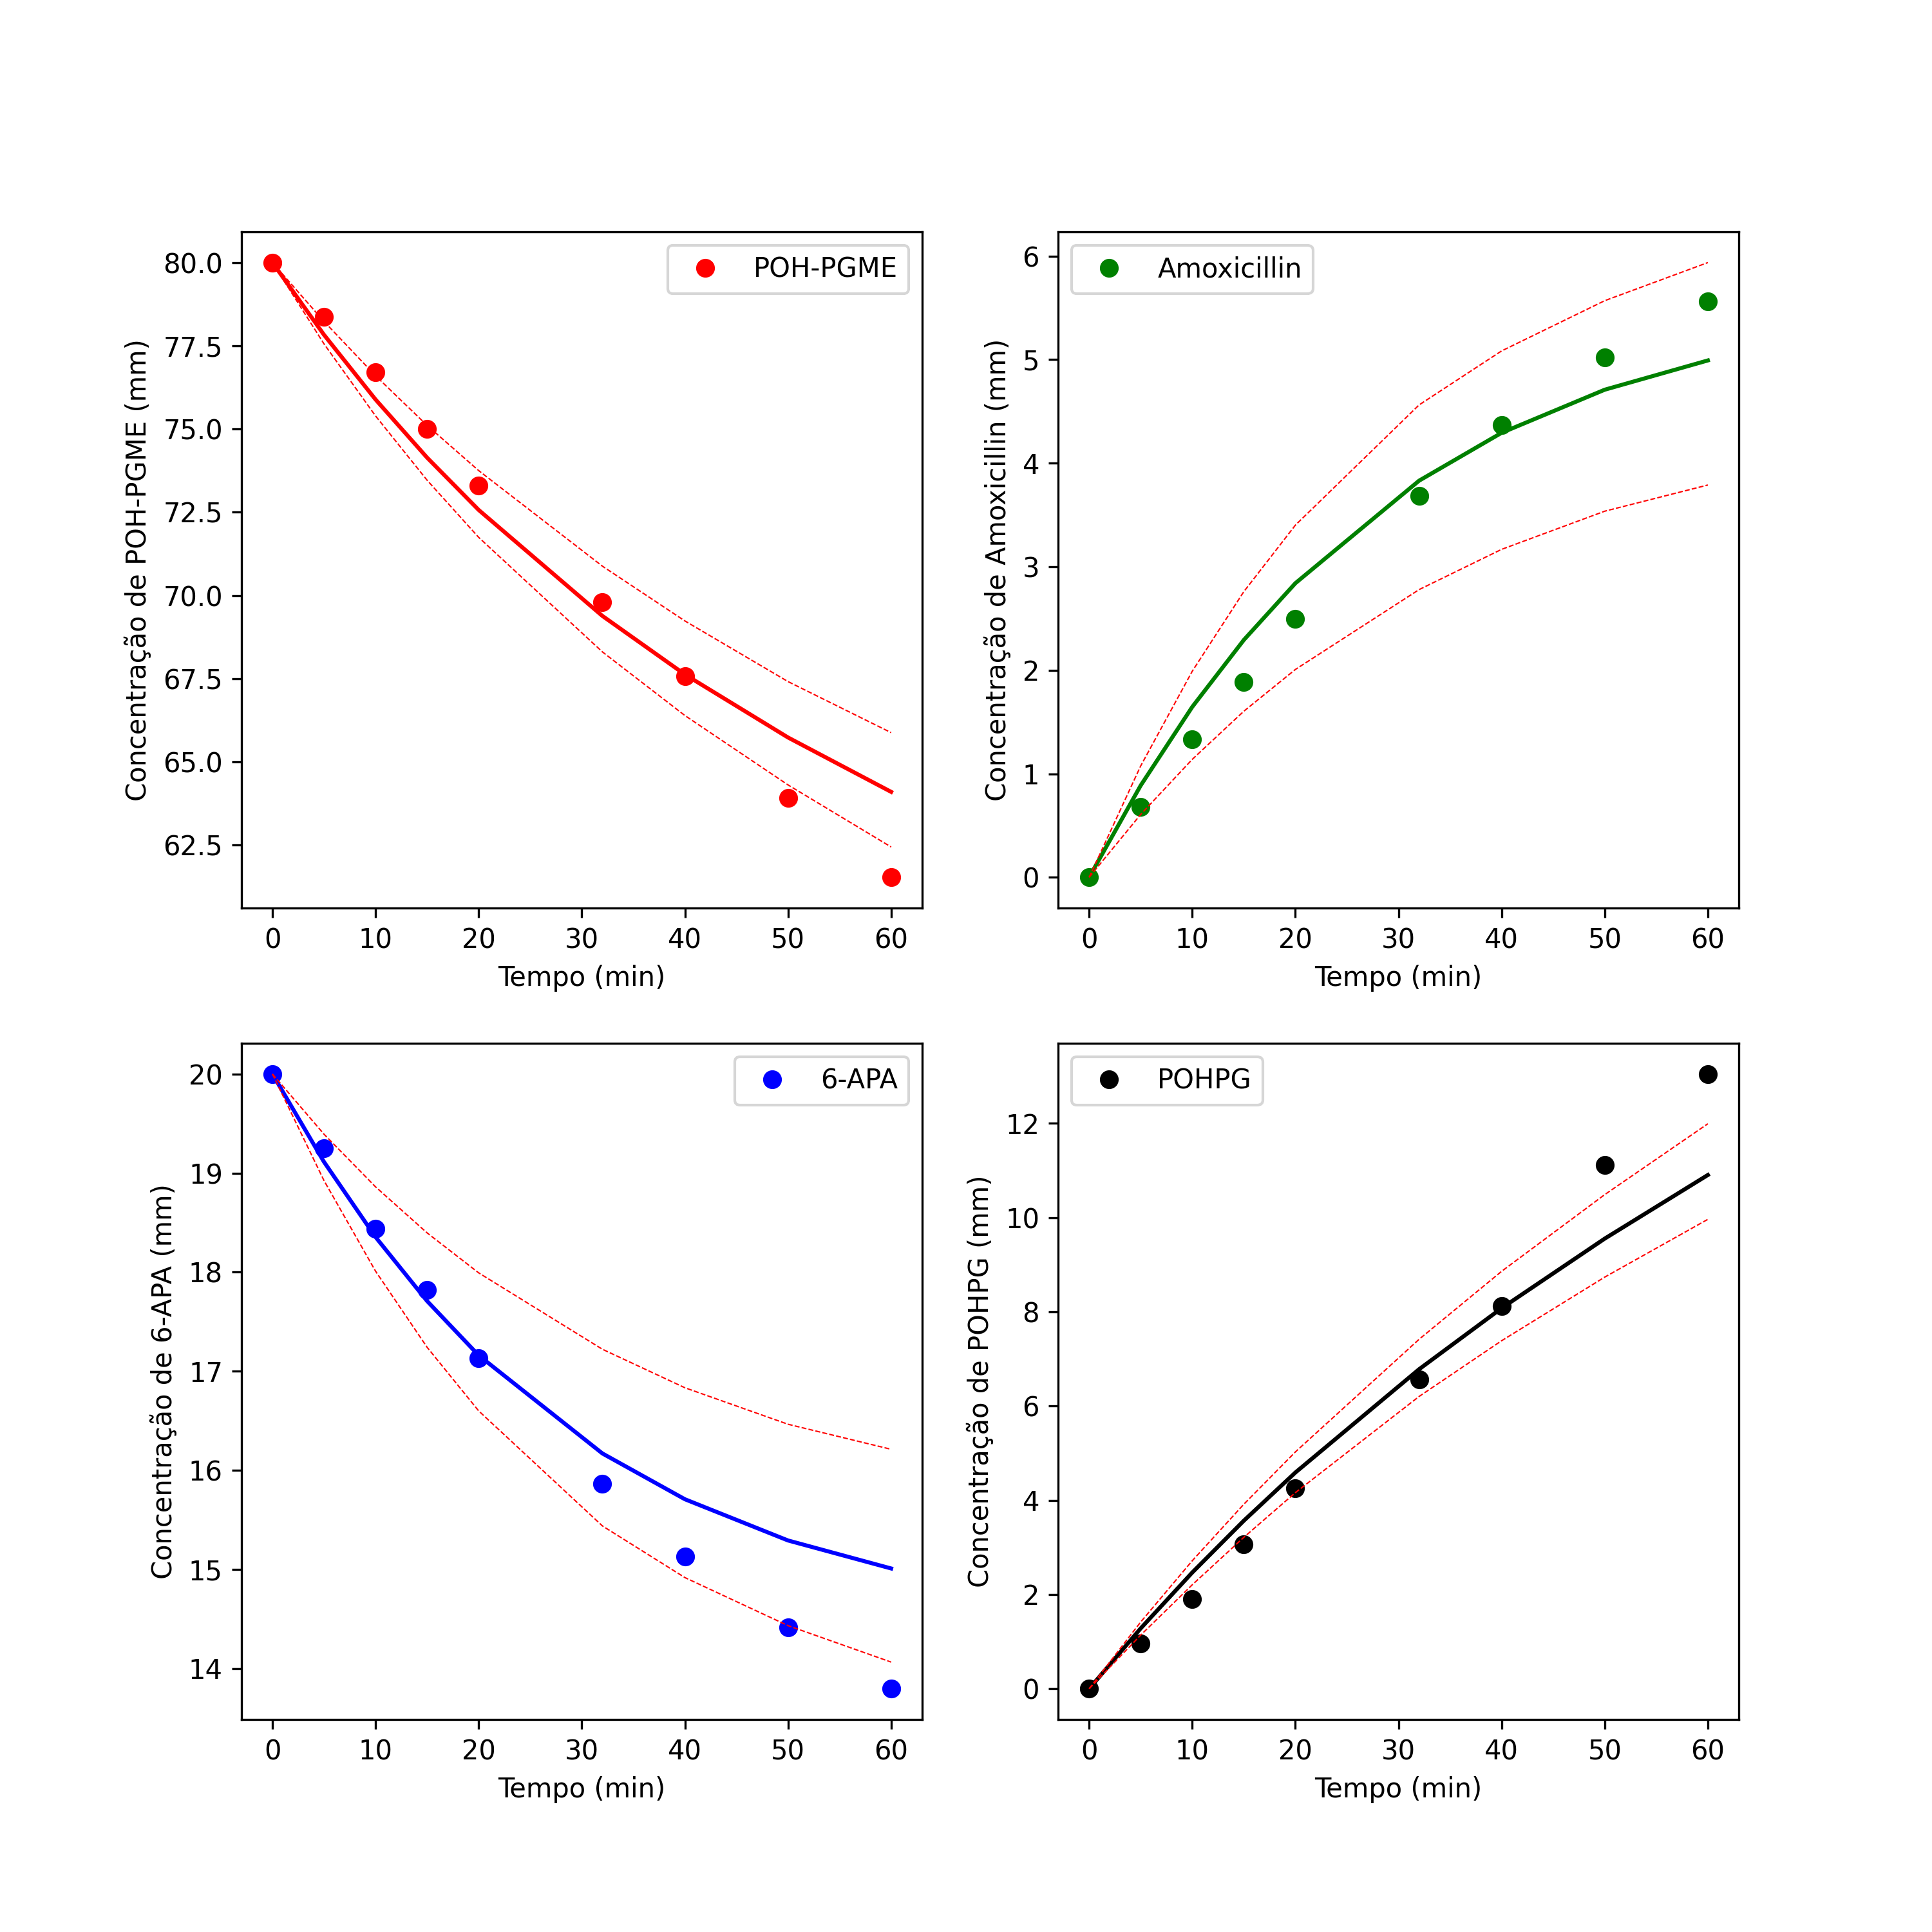 POH-PGME
Concentração de POH-PGME (mm)
80.0
77.5
75.0
72.5
70.0
67.5
65.0
62.5
0 10 20 30 40 50 60
Tempo (min)
Amoxicillin
Concentração de Amoxicillin (mm)
6
5
4
3
2
1
0
0 10 20 30 40 50 60
Tempo (min)
6-APA
Concentração de 6-APA (mm)
20
19
18
17
16
15
14
0 10 20 30 40 50 60
Tempo (min)
POHPG
Concentração de POHPG (mm)
12
10
8
6
4
2
0
0 10 20 30 40 50 60
Tempo (min)